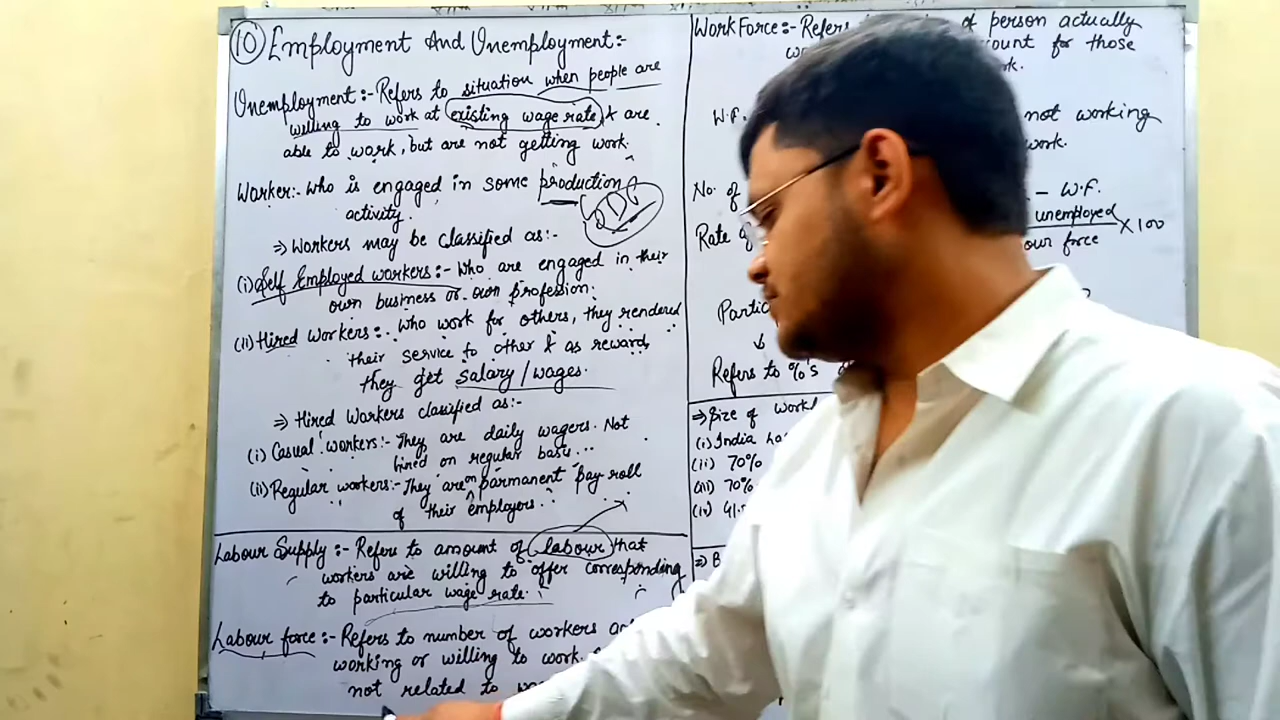 (10) Employment And Unemployment:-
Unemployment:- Refers to situation when people are
willing to work at existing wage rate & are
able to work, but are not getting work.
Worker:- who is engaged in some production
activity.
⇒ Workers may be classified as:-
(i) Self Employed workers:- who are engaged in their
own business or own profession.
(ii) Hired Workers:- who work for others, they rendered
their service to other & as reward,
they get salary/wages.
⇒ Hired Workers classified as:-
(i) Casual workers:- They are daily wagers. Not
hired on regular basis...
(ii) Regular workers:- They are on parmanent pay roll
of their employers.
Labour Supply:- Refers to amount of labour that
workers are willing to offer corresponding
to particular wage rate.
Labour force:- Refers to number of workers
working or willing to work
not related to
WorkForce:- Refers of person actually
for those
W.F. not working
work.
No. of - W.F.
Rate unemployed
force × 100
Refers to %'s
⇒ Size of
(i) India
(ii) 70%
(iii) 70%
(iv)
⇒